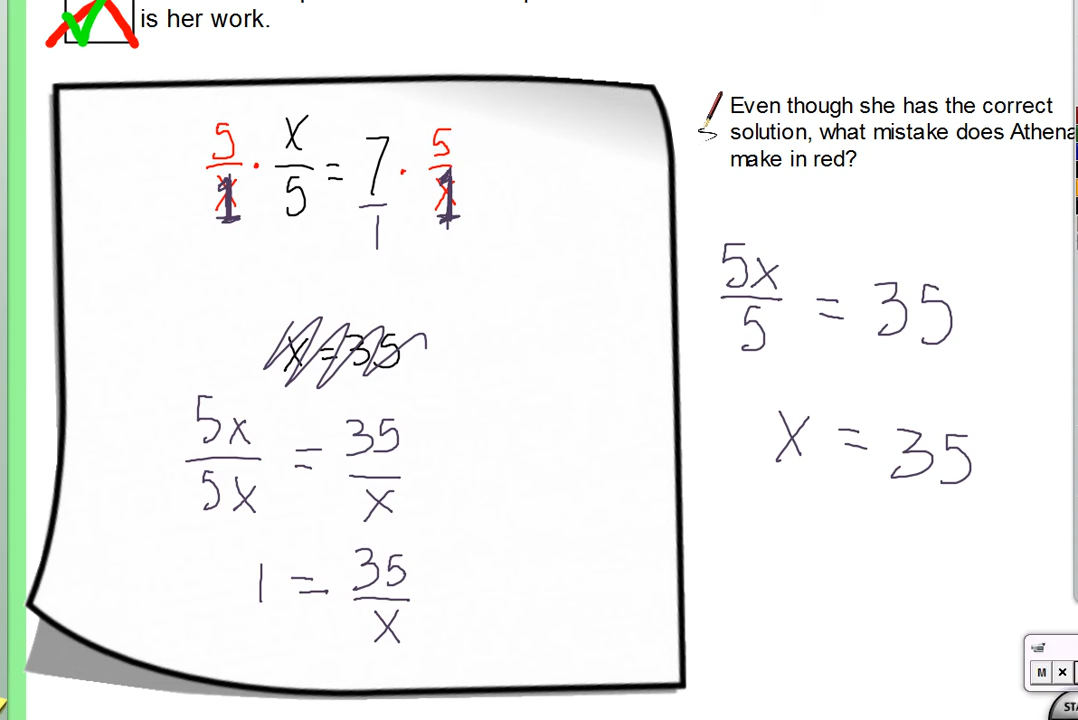 is her work.
5/1 · x/5 = 7/1 · 5/1
x = 35
5x/5x = 35/x
1 = 35/x
Even though she has the correct
solution, what mistake does Athena
make in red?
5x/5 = 35
x = 35
M ×